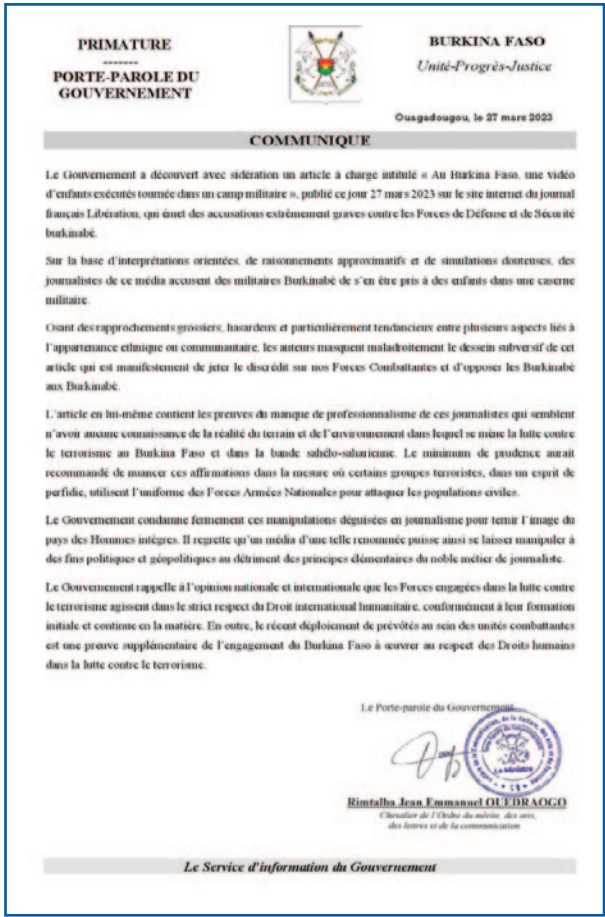 PRIMATURE
-------
PORTE-PAROLE DU
GOUVERNEMENT
BURKINA FASO
Unité-Progrès-Justice
Ouagadougou, le 27 mars 2023
COMMUNIQUE
Le Gouvernement a découvert avec sidération un article à charge intitulé « Au Burkina Faso, une vidéo
d'enfants exécutés tournée dans un camp militaire », publié ce jour 27 mars 2023 sur le site internet du journal
français Libération, qui émet des accusations extrêmement graves contre les Forces de Défense et de Sécurité
burkinabè.
Sur la base d'interprétations orientées, de raisonnements approximatifs et de simulations douteuses, des
journalistes de ce média accusent des militaires Burkinabè de s'en être pris à des enfants dans une caserne
militaire.
Osant des rapprochements grossiers, hasardeux et particulièrement tendancieux entre plusieurs aspects liés à
l'appartenance ethnique ou communautaire, les auteurs masquent maladroitement le dessein subversif de cet
article qui est manifestement de jeter le discrédit sur nos Forces Combattantes et d'opposer les Burkinabè
aux Burkinabè.
L'article en lui-même contient les preuves du manque de professionnalisme de ces journalistes qui semblent
n'avoir aucune connaissance de la réalité du terrain et de l'environnement dans lequel se mène la lutte contre
le terrorisme au Burkina Faso et dans la bande sahélo-saharienne. Le minimum de prudence aurait
recommandé de nuancer ces affirmations dans la mesure où certains groupes terroristes, dans un esprit de
perfidie, utilisent l'uniforme des Forces Armées Nationales pour attaquer les populations civiles.
Le Gouvernement condamne fermement ces manipulations déguisées en journalisme pour ternir l'image du
pays des Hommes intègres. Il regrette qu'un média d'une telle renommée puisse ainsi se laisser manipuler à
des fins politiques et géopolitiques au détriment des principes élémentaires du noble métier de journaliste.
Le Gouvernement rappelle à l'opinion nationale et internationale que les Forces engagées dans la lutte contre
le terrorisme agissent dans le strict respect du Droit international humanitaire, conformément à leur formation
initiale et continue en la matière. En outre, le récent déploiement de prévôtés au sein des unités combattantes
est une preuve supplémentaire de l'engagement du Burkina Faso à œuvrer au respect des Droits humains
dans la lutte contre le terrorisme.
Le Porte-parole du Gouvernement
Le Ministre
Rimtalba Jean Emmanuel OUEDRAOGO
Chevalier de l'Ordre du mérite, des arts,
des lettres et de la communication
Le Service d'information du Gouvernement